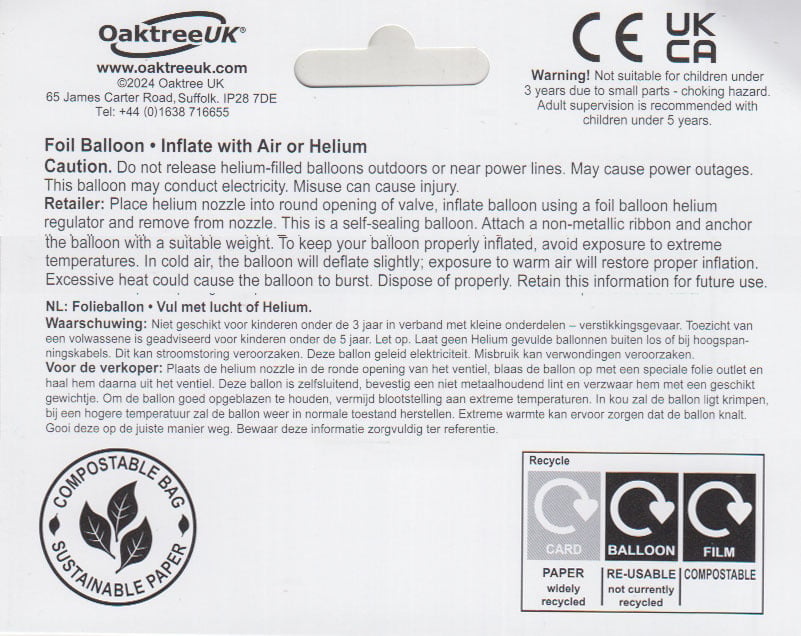 OaktreeUK®
www.oaktreeuk.com
©2024 Oaktree UK
65 James Carter Road, Suffolk. IP28 7DE
Tel: +44 (0)1638 716655
CE UK CA
Warning! Not suitable for children under
3 years due to small parts - choking hazard.
Adult supervision is recommended with
children under 5 years.
Foil Balloon • Inflate with Air or Helium
Caution. Do not release helium-filled balloons outdoors or near power lines. May cause power outages.
This balloon may conduct electricity. Misuse can cause injury.
Retailer: Place helium nozzle into round opening of valve, inflate balloon using a foil balloon helium
regulator and remove from nozzle. This is a self-sealing balloon. Attach a non-metallic ribbon and anchor
the balloon with a suitable weight. To keep your balloon properly inflated, avoid exposure to extreme
temperatures. In cold air, the balloon will deflate slightly; exposure to warm air will restore proper inflation.
Excessive heat could cause the balloon to burst. Dispose of properly. Retain this information for future use.
NL: Folieballon • Vul met lucht of Helium.
Waarschuwing: Niet geschikt voor kinderen onder de 3 jaar in verband met kleine onderdelen – verstikkingsgevaar. Toezicht van
een volwassene is geadviseerd voor kinderen onder de 5 jaar. Let op. Laat geen Helium gevulde ballonnen buiten los of bij hoogspan-
ningskabels. Dit kan stroomstoring veroorzaken. Deze ballon geleid elektriciteit. Misbruik kan verwondingen veroorzaken.
Voor de verkoper: Plaats de helium nozzle in de ronde opening van het ventiel, blaas de ballon op met een speciale folie outlet en
haal hem daarna uit het ventiel. Deze ballon is zelfsluitend, bevestig een niet metaalhoudend lint en verzwaar hem met een geschikt
gewichtje. Om de ballon goed opgeblazen te houden, vermijd blootstelling aan extreme temperaturen. In kou zal de ballon ligt krimpen,
bij een hogere temperatuur zal de ballon weer in normale toestand herstellen. Extreme warmte kan ervoor zorgen dat de ballon knalt.
Gooi deze op de juiste manier weg. Bewaar deze informatie zorgvuldig ter referentie.
COMPOSTABLE BAG
SUSTAINABLE PAPER
Recycle
CARD BALLOON FILM
PAPER RE-USABLE COMPOSTABLE
widely not currently
recycled recycled